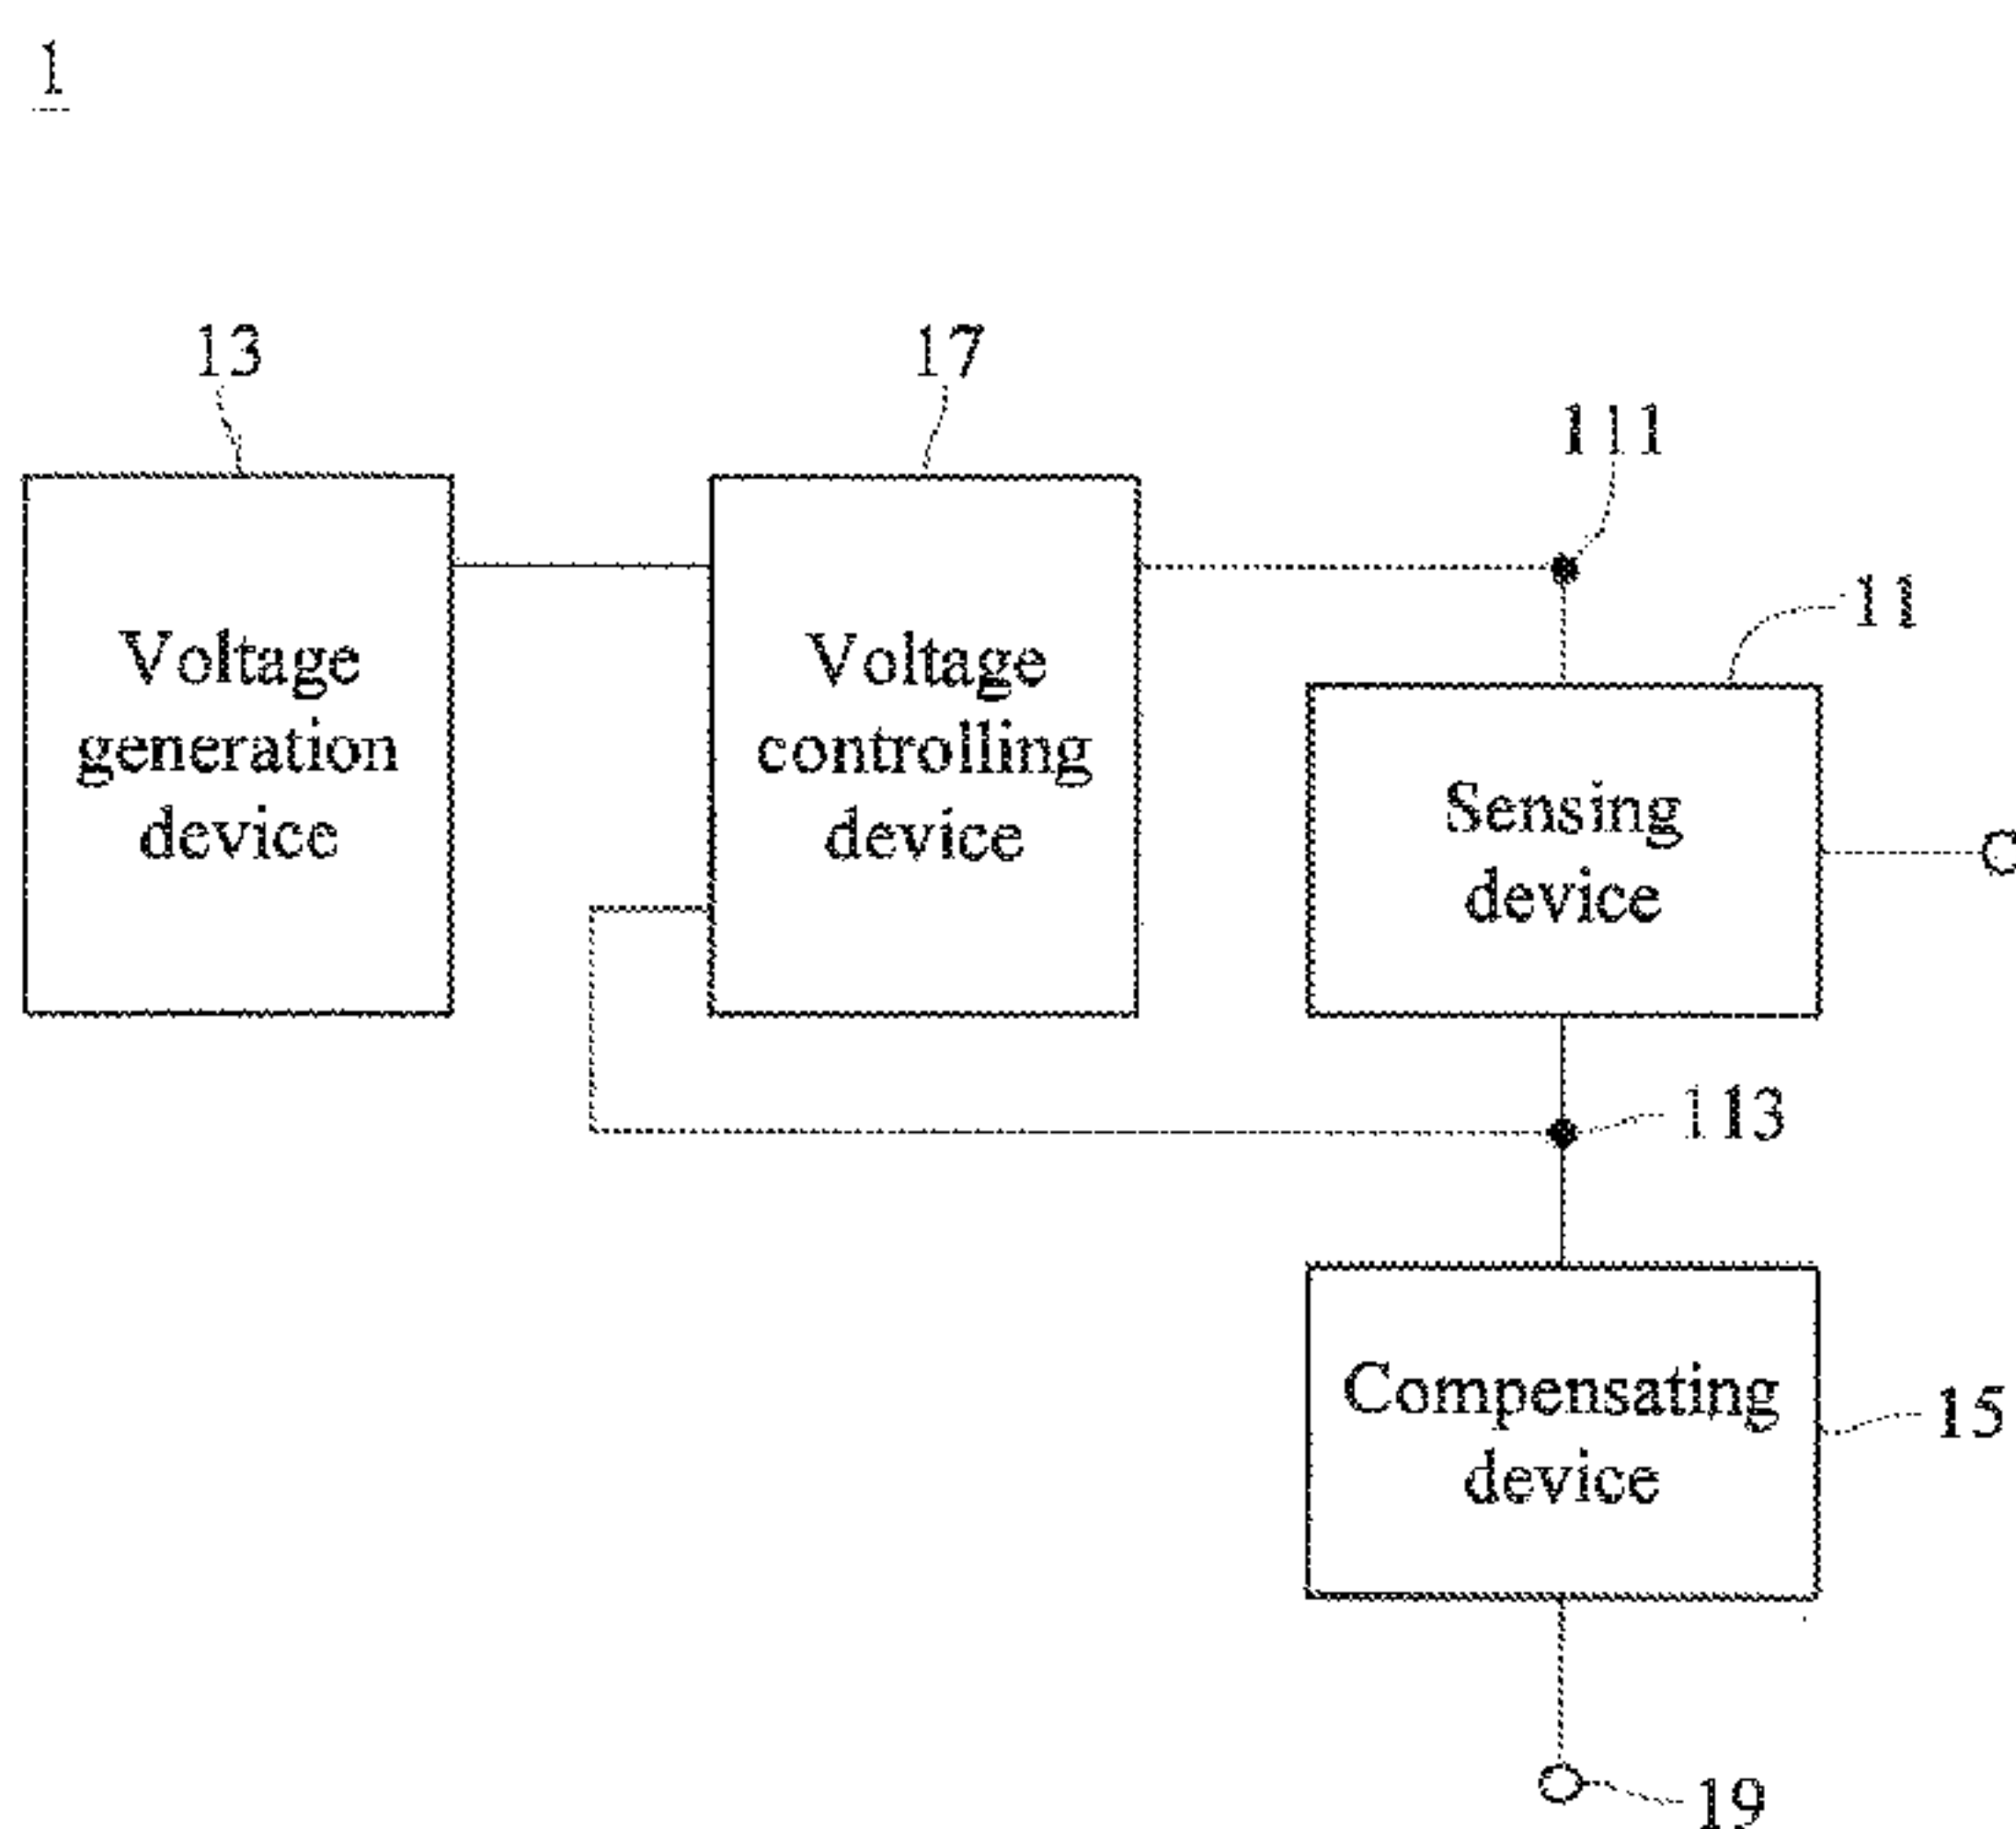 1
13
17
111
11
Voltage
generation
device
Voltage
controlling
device
Sensing
device
113
Compensating
device
15
19